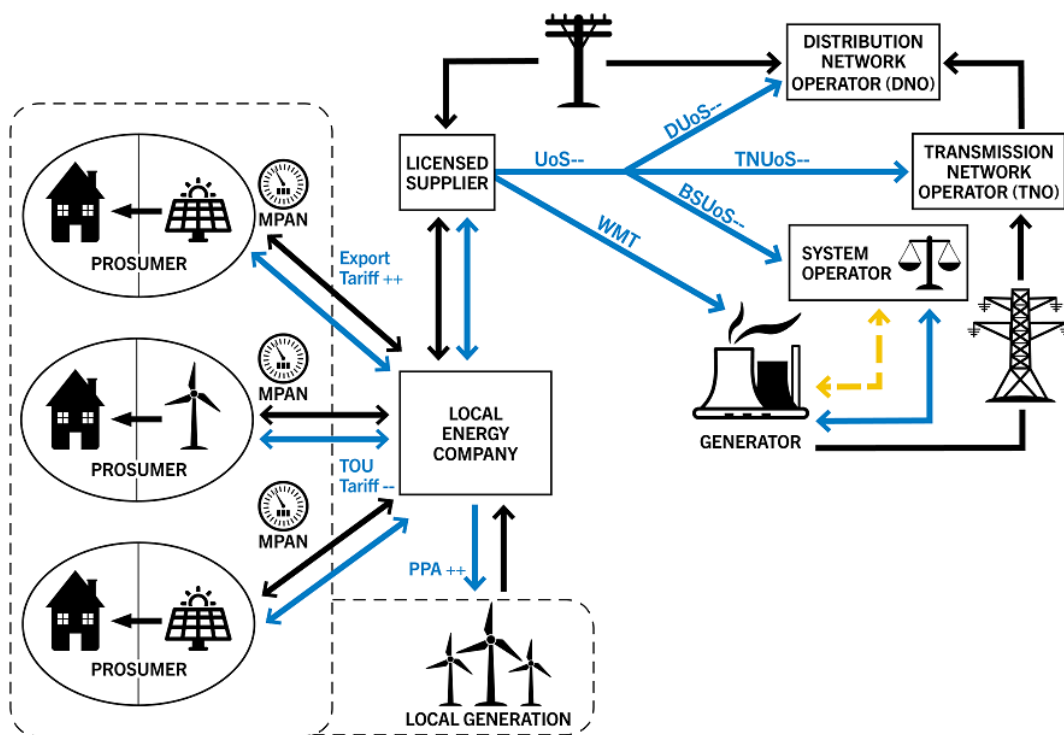 DISTRIBUTION
NETWORK
OPERATOR (DNO)
DUoS--
LICENSED
SUPPLIER
UoS--
TNUoS--
TRANSMISSION
NETWORK
OPERATOR (TNO)
BSUoS--
WMT
SYSTEM
OPERATOR
MPAN
PROSUMER
Export
Tariff ++
MPAN
PROSUMER
LOCAL
ENERGY
COMPANY
GENERATOR
TOU
Tariff --
MPAN
PROSUMER
PPA ++
LOCAL GENERATION